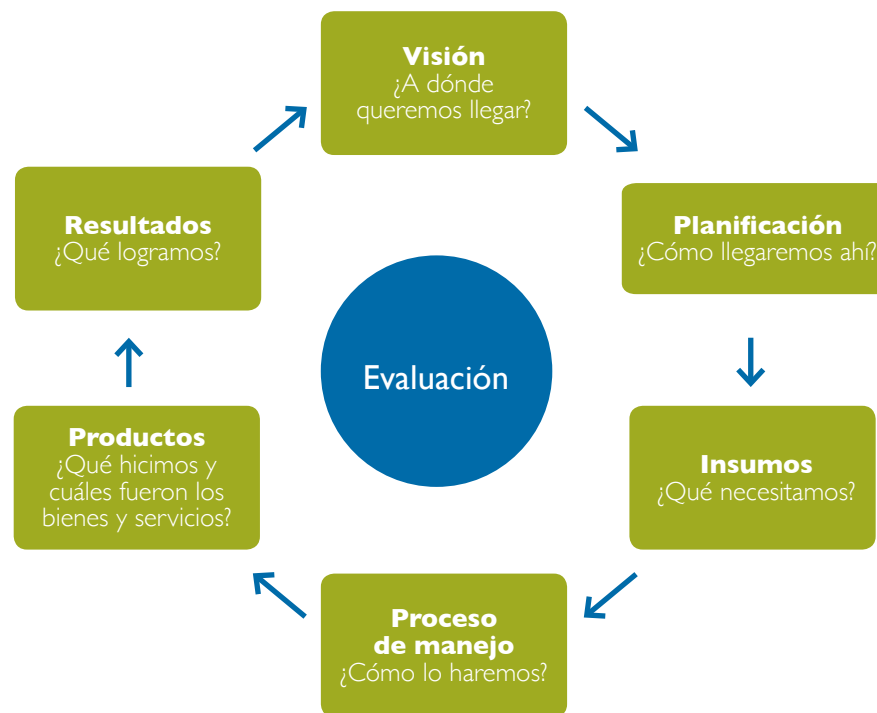 Visión
¿A dónde
queremos llegar?
Planificación
¿Cómo llegaremos ahí?
Insumos
¿Qué necesitamos?
Proceso
de manejo
¿Cómo lo haremos?
Productos
¿Qué hicimos y
cuáles fueron los
bienes y servicios?
Resultados
¿Qué logramos?
Evaluación